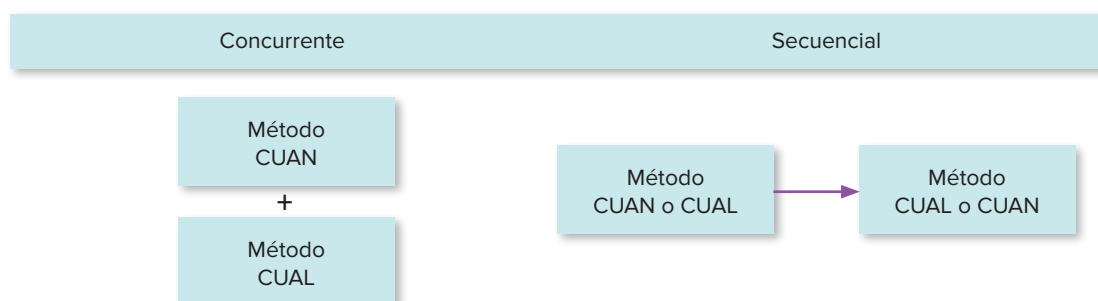 Concurrente
Secuencial
Método
CUAN
+
Método
CUAL
Método
CUAN o CUAL
Método
CUAL o CUAN